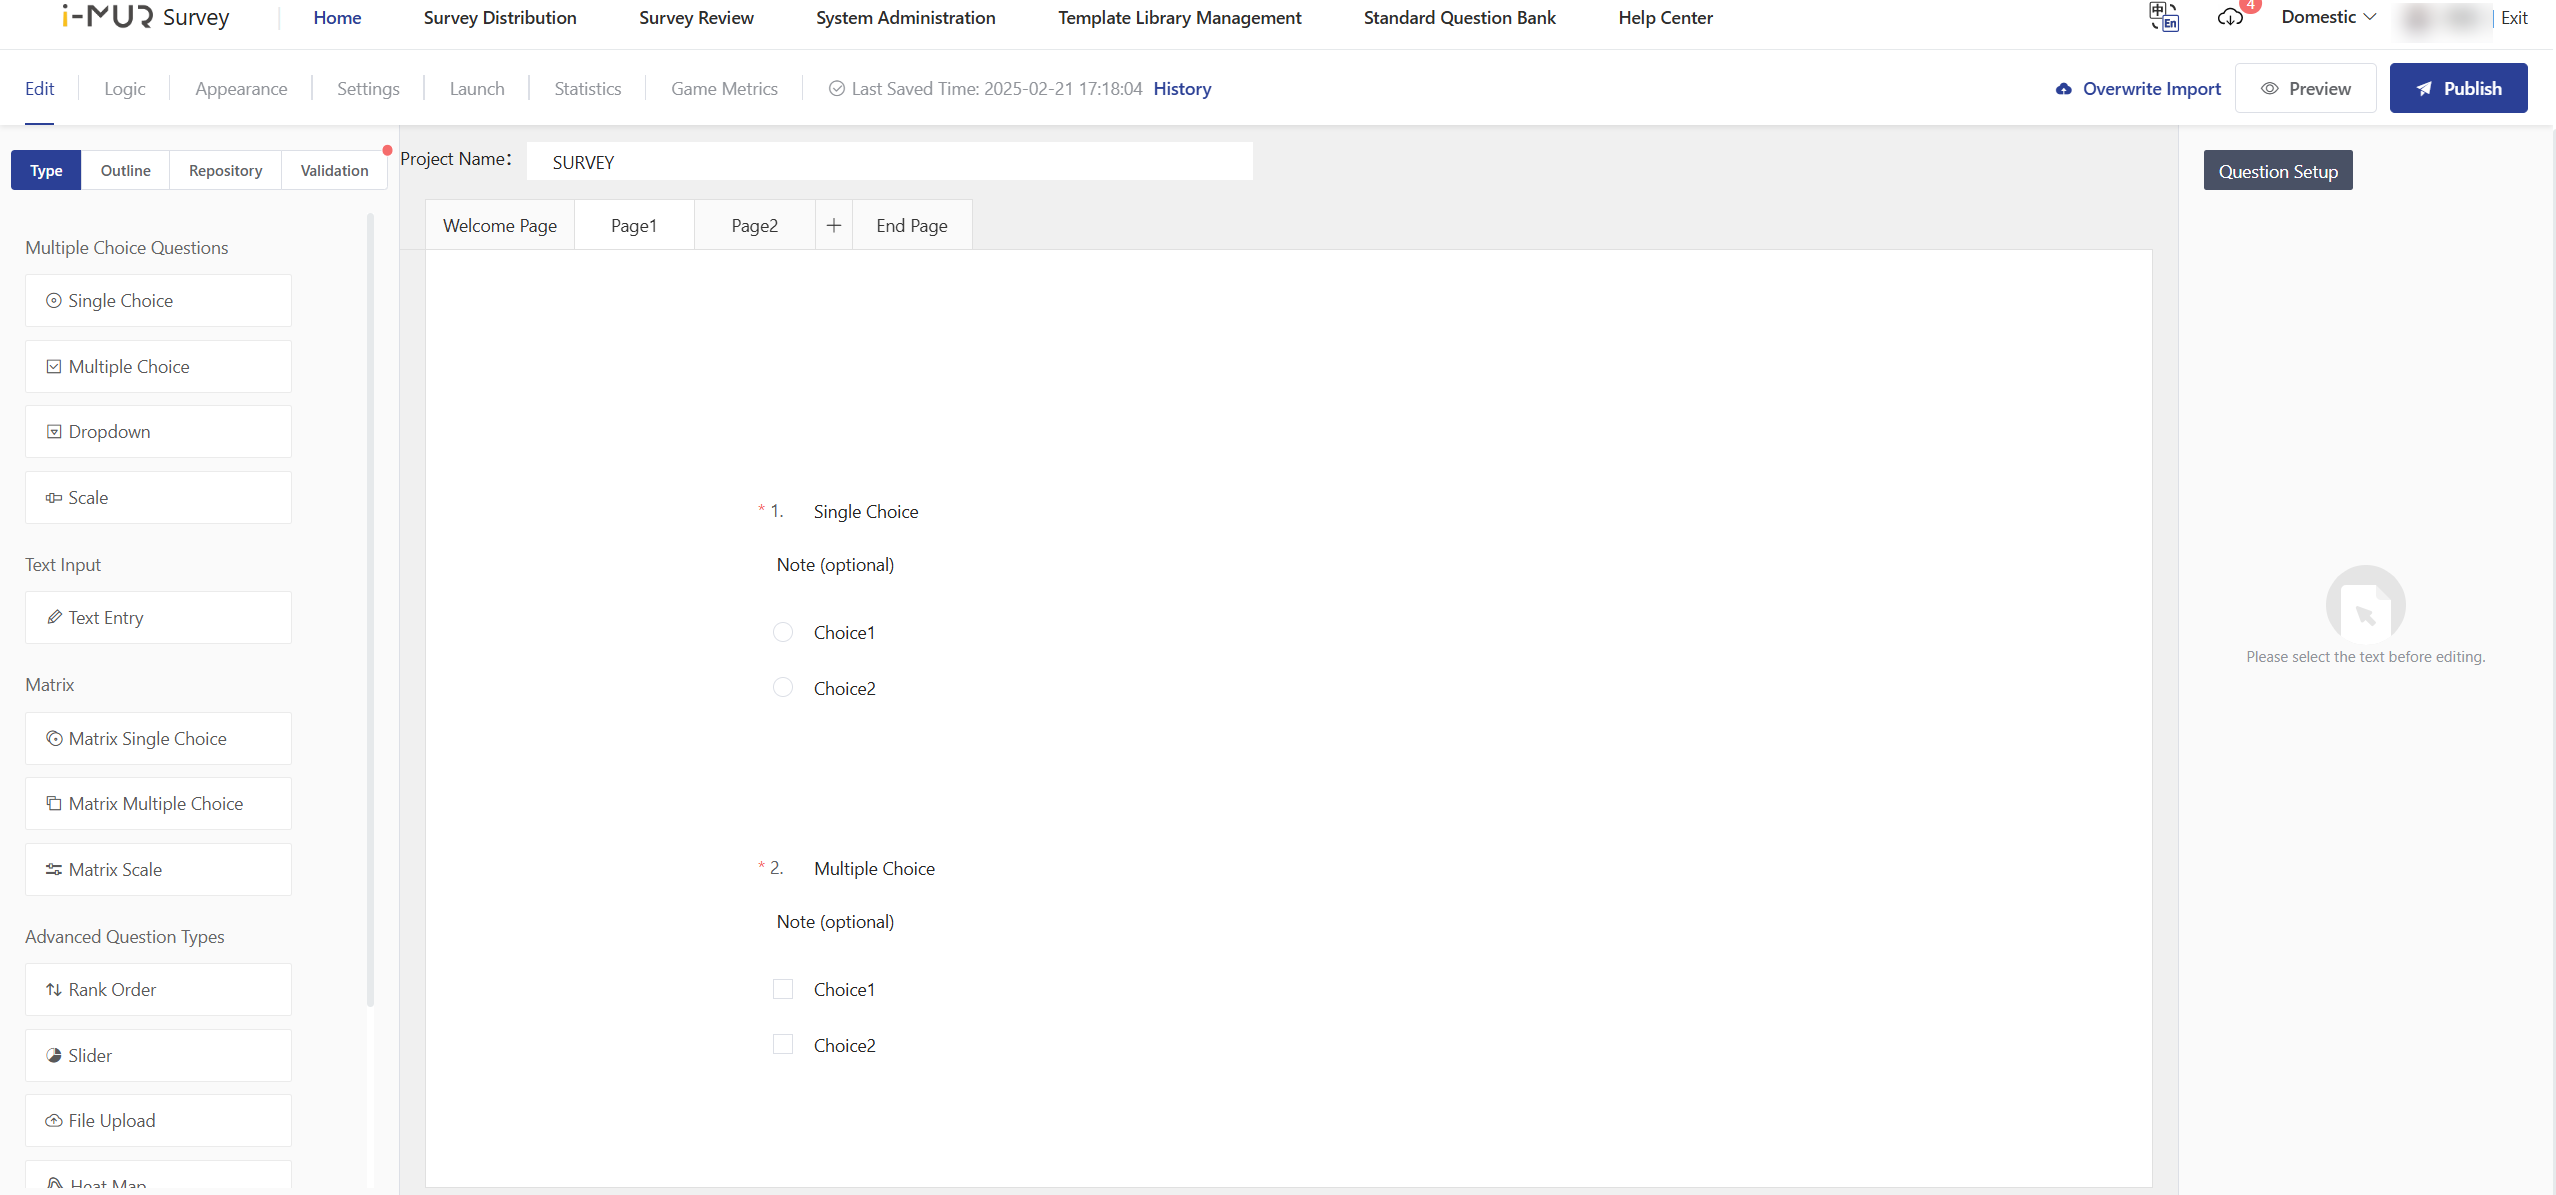 i-MUR Survey Home Survey Distribution Survey Review System Administration Template Library Management Standard Question Bank Help Center 中 En 4 Domestic Exit
Edit Logic Appearance Settings Launch Statistics Game Metrics Last Saved Time: 2025-02-21 17:18:04 History Overwrite Import Preview Publish
Type Outline Repository Validation
Multiple Choice Questions
Single Choice
Multiple Choice
Dropdown
Scale
Text Input
Text Entry
Matrix
Matrix Single Choice
Matrix Multiple Choice
Matrix Scale
Advanced Question Types
Rank Order
Slider
File Upload
Heat Map
Project Name: SURVEY
Welcome Page Page1 Page2 + End Page
* 1. Single Choice
Note (optional)
Choice1
Choice2
* 2. Multiple Choice
Note (optional)
Choice1
Choice2
Question Setup
Please select the text before editing.